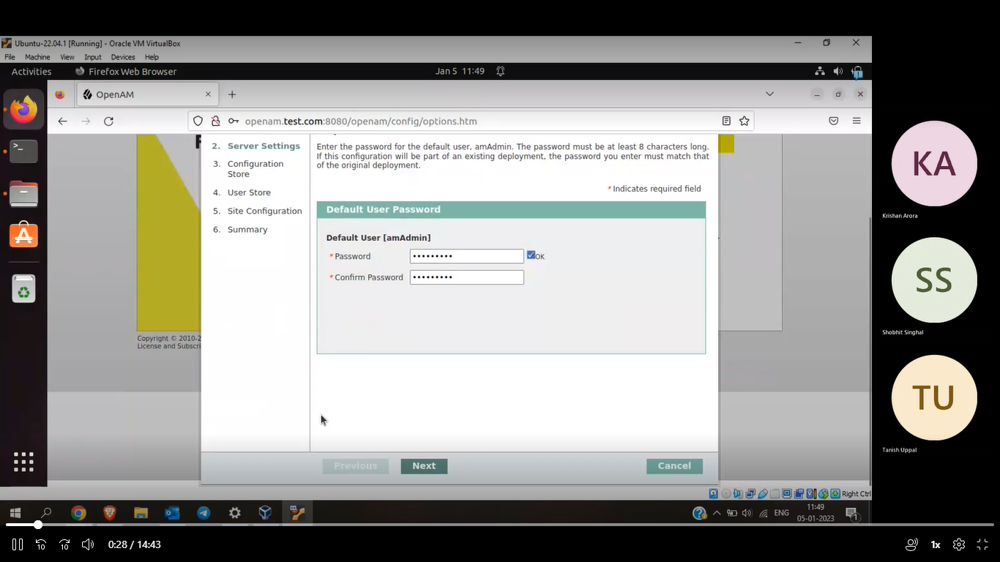 Ubuntu-22.04.1 [Running] - Oracle VM VirtualBox
File Machine View Input Devices Help
Activities Firefox Web Browser Jan 5 11:49
OpenAM
openam.test.com:8080/openam/config/options.htm
2. Server Settings
3. Configuration
Store
4. User Store
5. Site Configuration
6. Summary
Enter the password for the default user, amAdmin. The password must be at least 8 characters long.
If this configuration will be part of an existing deployment, the password you enter must match that
of the original deployment.
* Indicates required field
Default User Password
Default User [amAdmin]
* Password ••••••••• OK
* Confirm Password •••••••••
Copyright © 2010-2
License and Subscri
Previous Next Cancel
Right Ctrl
ENG
11:49
05-01-2023
1
KA
Krishan Arora
SS
Shobhit Singhal
TU
Tanish Uppal
10 10 0:28 / 14:43 1x